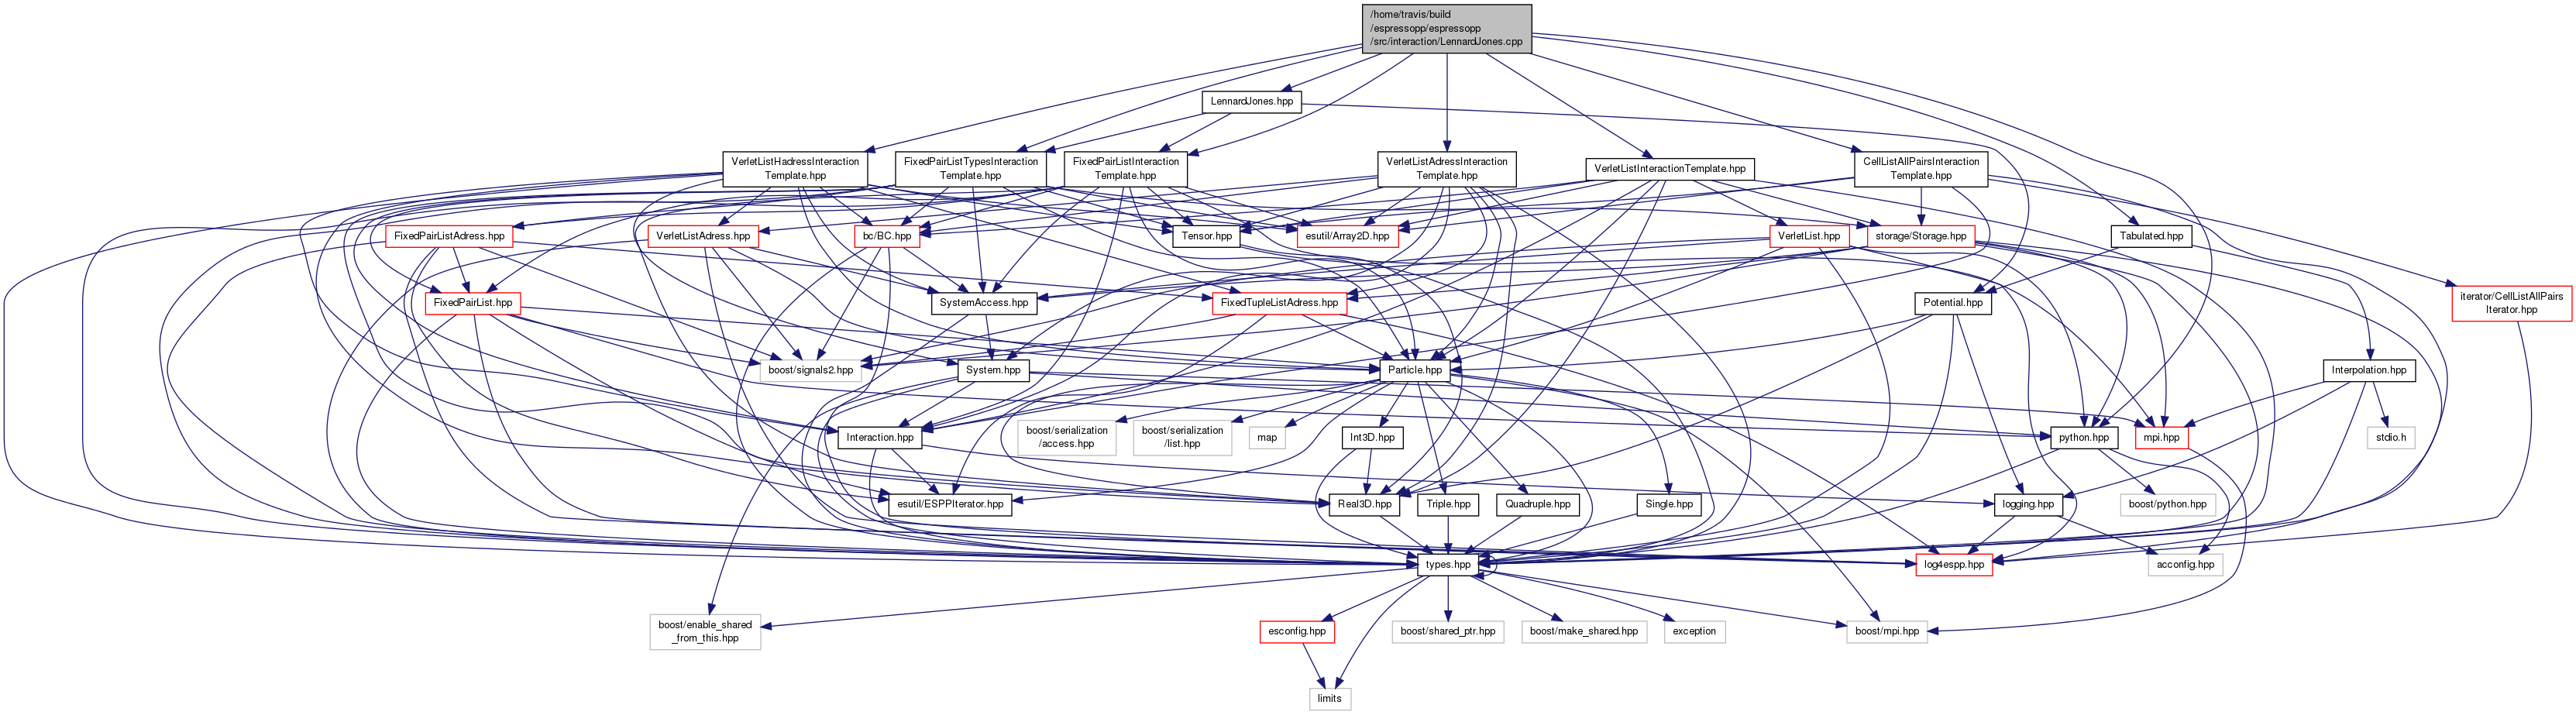 /home/travis/build
/espressopp/espressopp
/src/interaction/LennardJones.cpp
LennardJones.hpp
VerletListHadressInteraction
Template.hpp
FixedPairListTypesInteraction
Template.hpp
FixedPairListInteraction
Template.hpp
VerletListAdressInteraction
Template.hpp
VerletListInteractionTemplate.hpp
CellListAllPairsInteraction
Template.hpp
FixedPairListAdress.hpp
VerletListAdress.hpp
bc/BC.hpp
Tensor.hpp
esutil/Array2D.hpp
VerletList.hpp
storage/Storage.hpp
Tabulated.hpp
FixedPairList.hpp
SystemAccess.hpp
FixedTupleListAdress.hpp
Potential.hpp
iterator/CellListAllPairs
Iterator.hpp
boost/signals2.hpp
System.hpp
Particle.hpp
Interpolation.hpp
Interaction.hpp
boost/serialization
/access.hpp
boost/serialization
/list.hpp
map
Int3D.hpp
python.hpp
mpi.hpp
stdio.h
esutil/ESPPIterator.hpp
Real3D.hpp
Triple.hpp
Quadruple.hpp
Single.hpp
logging.hpp
boost/python.hpp
types.hpp
log4espp.hpp
acconfig.hpp
boost/enable_shared
_from_this.hpp
esconfig.hpp
boost/shared_ptr.hpp
boost/make_shared.hpp
exception
boost/mpi.hpp
limits